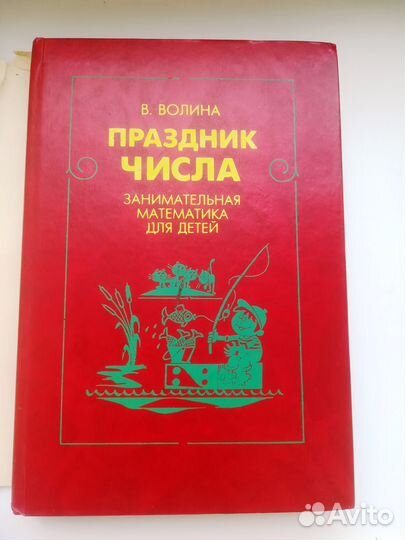 В. ВОЛИНА
ПРАЗДНИК
ЧИСЛА
ЗАНИМАТЕЛЬНАЯ
МАТЕМАТИКА
ДЛЯ ДЕТЕЙ
Avito